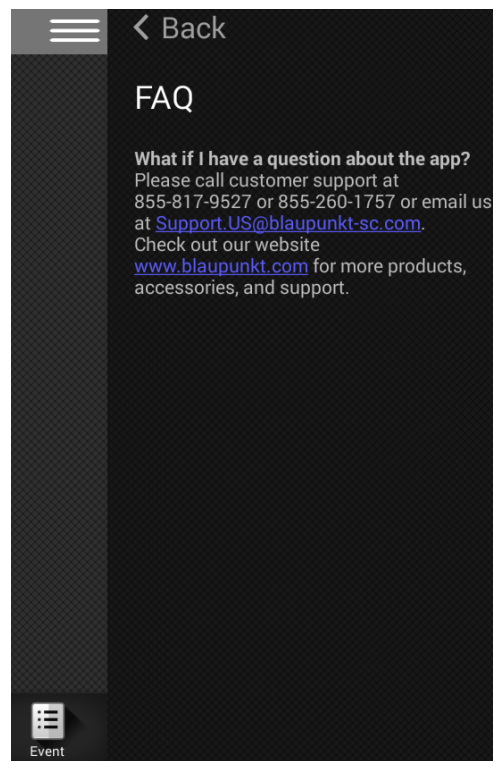 Back
FAQ
What if I have a question about the app?
Please call customer support at
855-817-9527 or 855-260-1757 or email us
at Support.US@blaupunkt-sc.com.
Check out our website
www.blaupunkt.com for more products,
accessories, and support.
Event